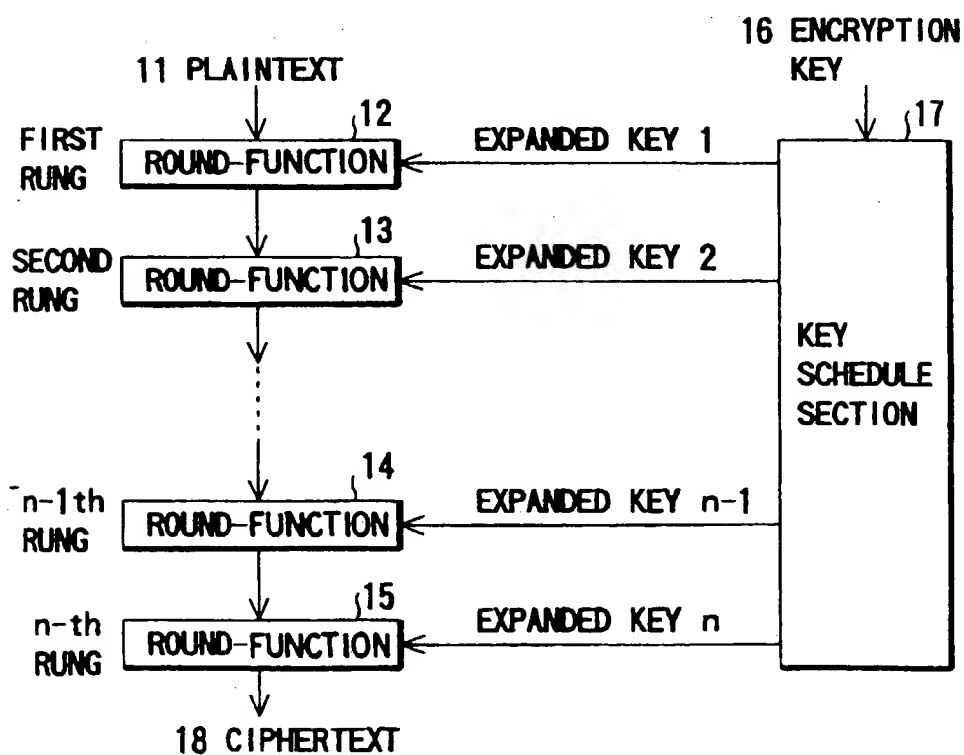 16 ENCRYPTION
KEY
11 PLAINTEXT
17
12
FIRST
RUNG
ROUND-FUNCTION
EXPANDED KEY 1
13
SECOND
RUNG
ROUND-FUNCTION
EXPANDED KEY 2
KEY
SCHEDULE
SECTION
14
n-1th
RUNG
ROUND-FUNCTION
EXPANDED KEY n-1
15
n-th
RUNG
ROUND-FUNCTION
EXPANDED KEY n
18 CIPHERTEXT